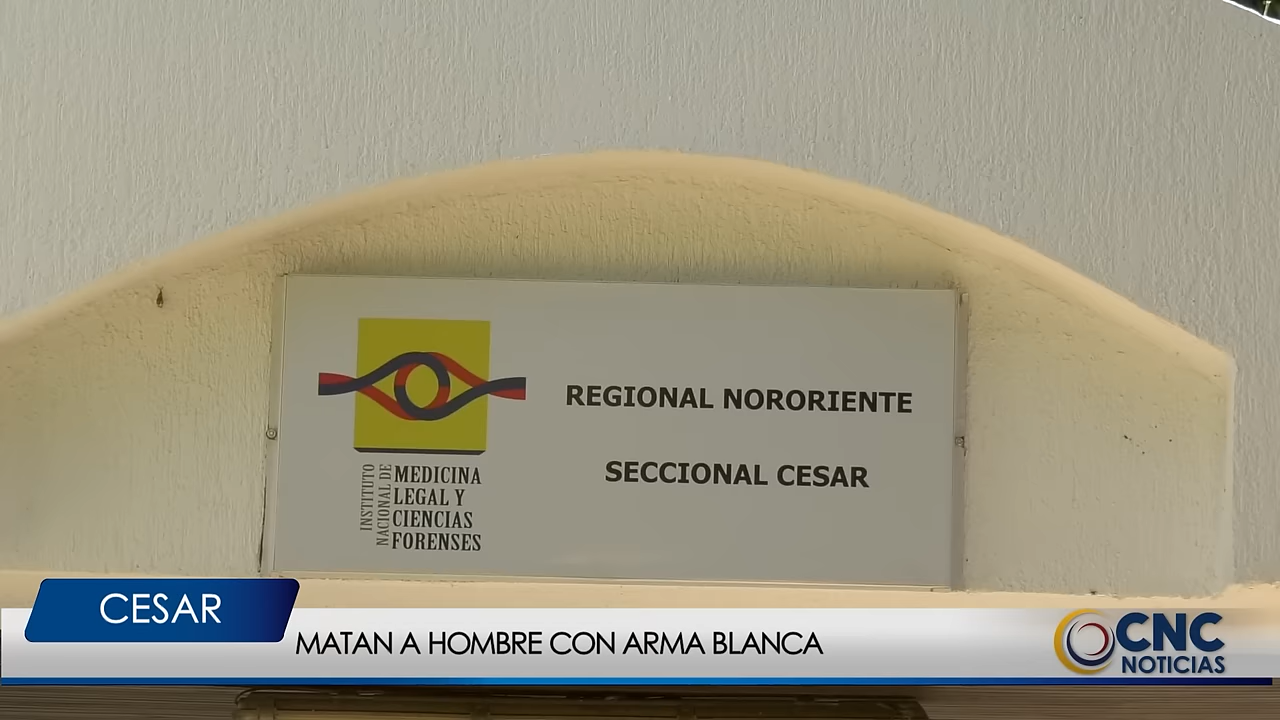 REGIONAL NORORIENTE
SECCIONAL CESAR
INSTITUTO
NACIONAL DE
MEDICINA
LEGAL Y
CIENCIAS
FORENSES
CESAR
MATAN A HOMBRE CON ARMA BLANCA
CNC
NOTICIAS